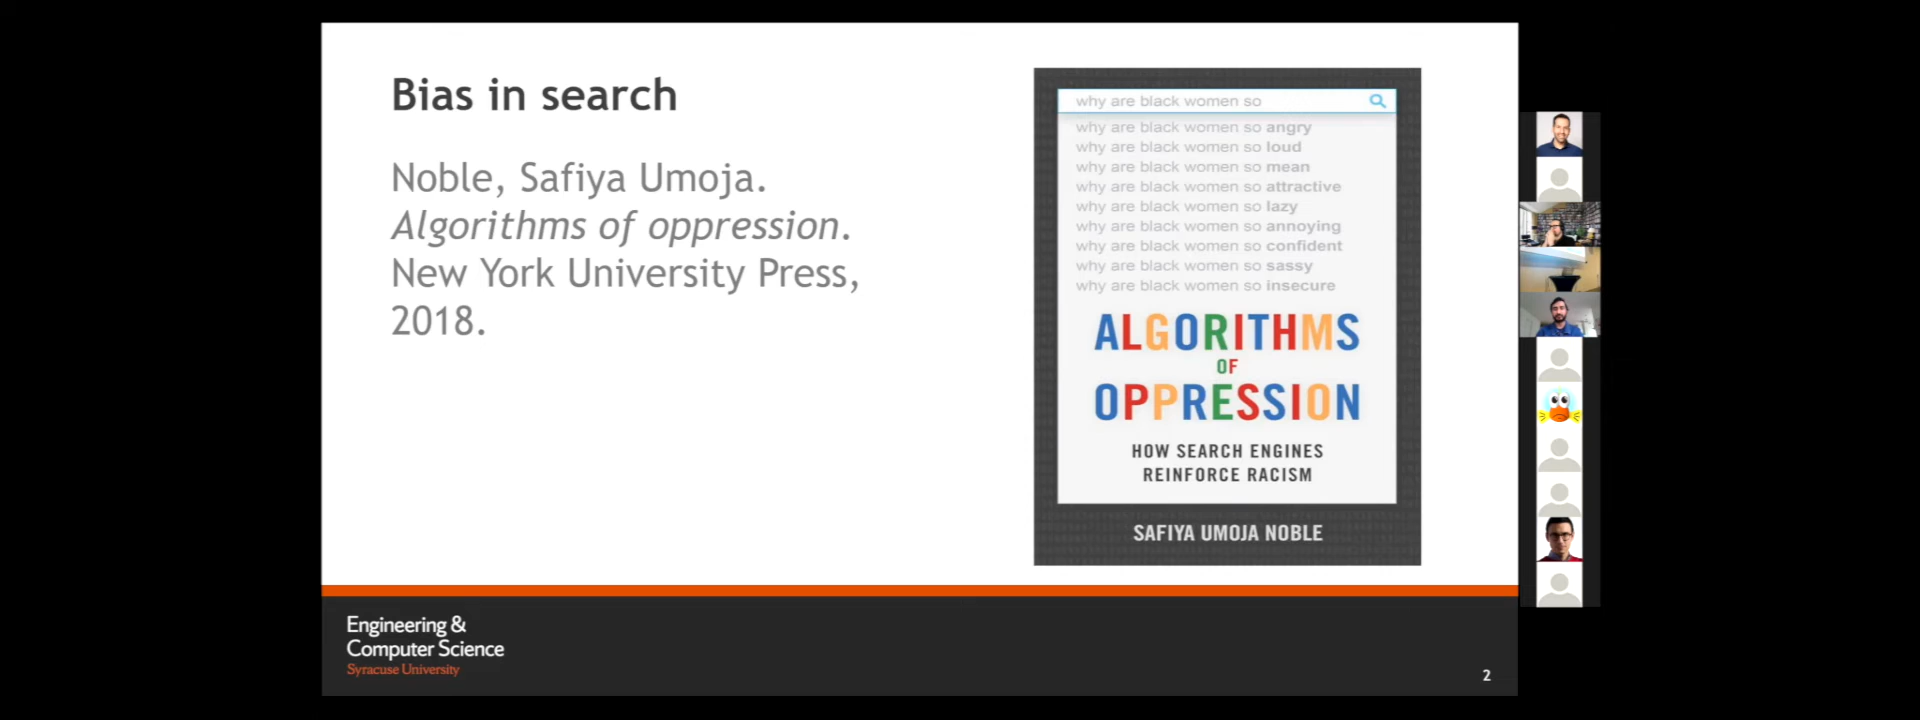 Bias in search
Noble, Safiya Umoja.
Algorithms of oppression.
New York University Press,
2018.
why are black women so
why are black women so angry
why are black women so loud
why are black women so mean
why are black women so attractive
why are black women so lazy
why are black women so annoying
why are black women so confident
why are black women so sassy
why are black women so insecure
ALGORITHMS
OF
OPPRESSION
HOW SEARCH ENGINES
REINFORCE RACISM
SAFIYA UMOJA NOBLE
Engineering &
Computer Science
Syracuse University
2